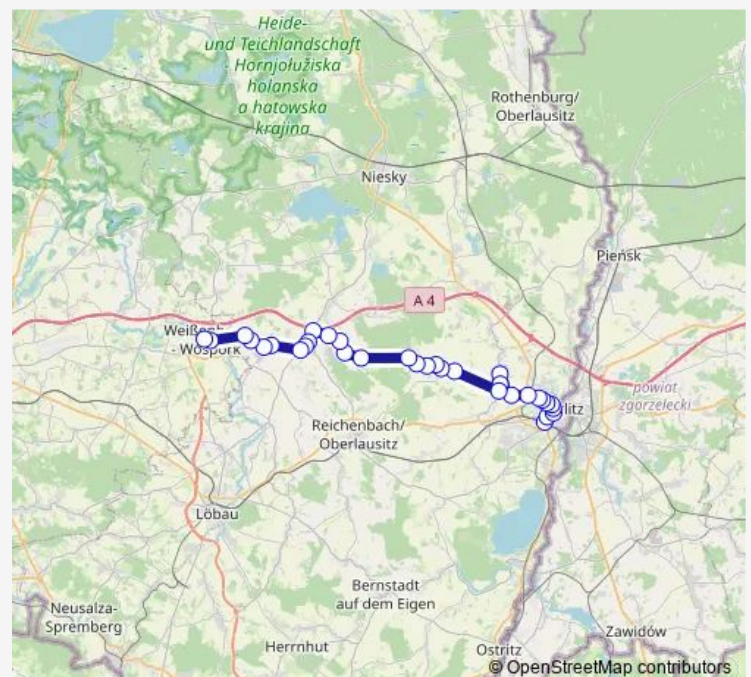 Heide-
und Teichlandschaft
Hornjołužiska
holanska
a hatowska
krajina
Rothenburg/
Oberlausitz
Niesky
Pieńsk
A 4
Weißen
- Wóspork
powiat
zgorzelecki
litz
Reichenbach/
Oberlausitz
Löbau
Bernstadt
auf dem Eigen
Neusalza-
Spremberg
Herrnhut
Zawidów
Ostritz
© OpenStreetMap contributors